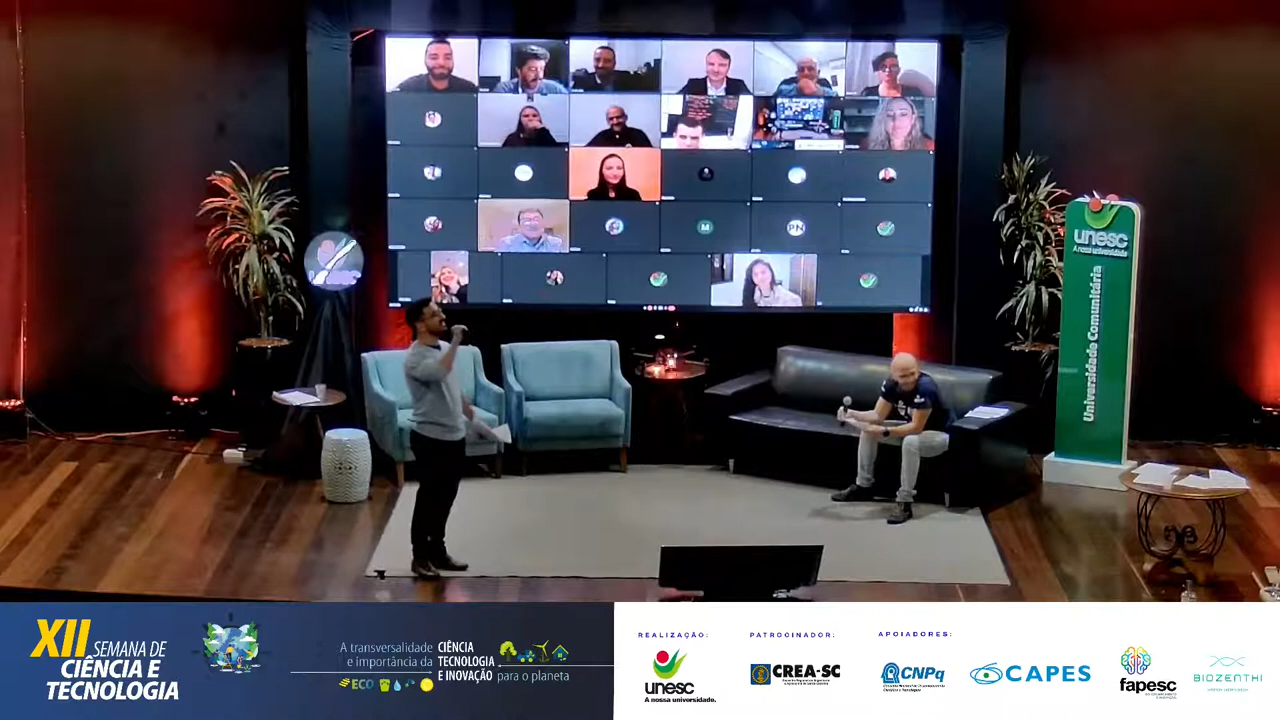 M
PN
unesc
A nossa universidade
Universidade Comunitária
XII SEMANA DE
CIÊNCIA E
TECNOLOGIA
A transversalidade
e importância da
CIÊNCIA
TECNOLOGIA
E INOVAÇÃO
para o planeta
ECO
REALIZAÇÃO:
unesc
A nossa universidade.
PATROCINADOR:
CREA-SC
APOIADORES:
CNPq
CAPES
fapesc
BIOZENTHI